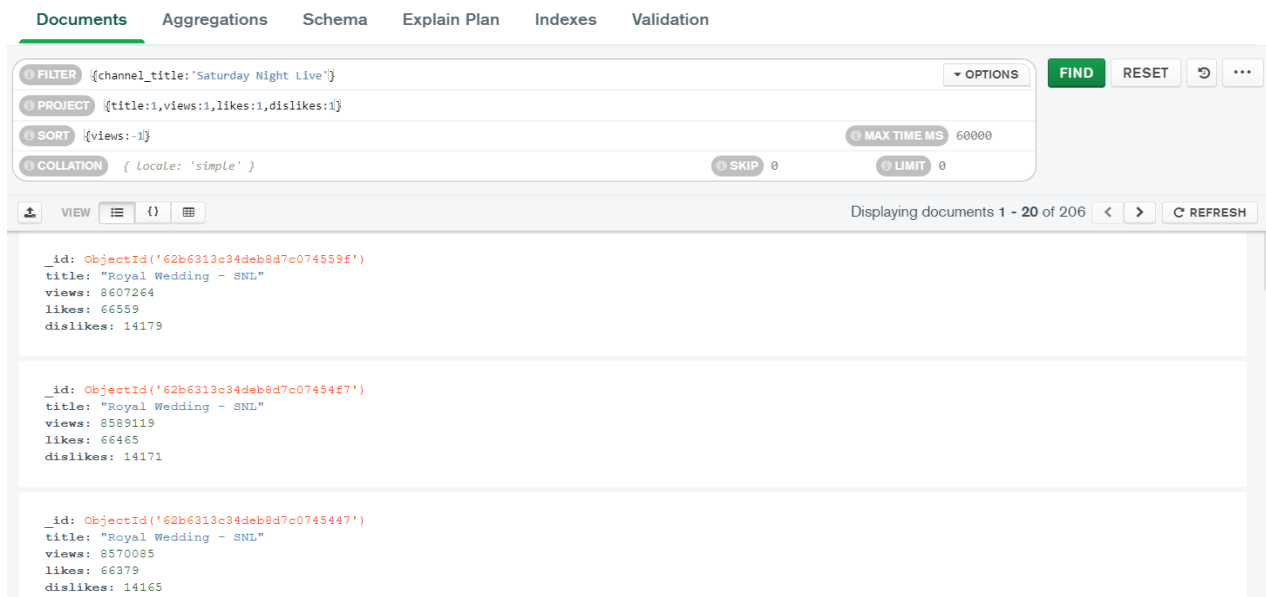 Documents Aggregations Schema Explain Plan Indexes Validation
FILTER {channel_title:'Saturday Night Live'} OPTIONS FIND RESET
PROJECT {title:1,views:1,likes:1,dislikes:1}
SORT {views:-1} MAX TIME MS 60000
COLLATION { locale: 'simple' } SKIP 0 LIMIT 0
VIEW {} Displaying documents 1 - 20 of 206 < > REFRESH
_id: ObjectId('62b6313c34deb8d7c074559f')
title: "Royal Wedding - SNL"
views: 8607264
likes: 66559
dislikes: 14179
_id: ObjectId('62b6313c34deb8d7c07454f7')
title: "Royal Wedding - SNL"
views: 8589119
likes: 66465
dislikes: 14171
_id: ObjectId('62b6313c34deb8d7c0745447')
title: "Royal Wedding - SNL"
views: 8570085
likes: 66379
dislikes: 14165